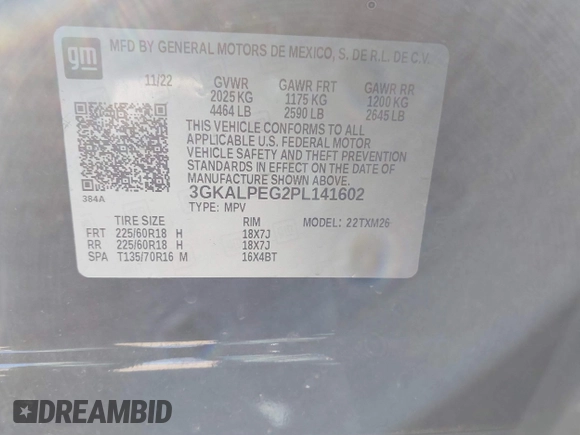 gm
MFD BY GENERAL MOTORS DE MEXICO, S. DE R.L. DE C.V.
11/22 GVWR GAWR FRT GAWR RR
2025 KG 1175 KG 1200 KG
4464 LB 2590 LB 2645 LB
THIS VEHICLE CONFORMS TO ALL
APPLICABLE U.S. FEDERAL MOTOR
VEHICLE SAFETY AND THEFT PREVENTION
STANDARDS IN EFFECT ON THE DATE OF
MANUFACTURE SHOWN ABOVE.
384A 3GKALPEG2PL141602
TYPE: MPV MODEL: 22TXM26
TIRE SIZE RIM
FRT 225/60R18 H 18X7J
RR 225/60R18 H 18X7J
SPA T135/70R16 M 16X4BT
DREAMBID